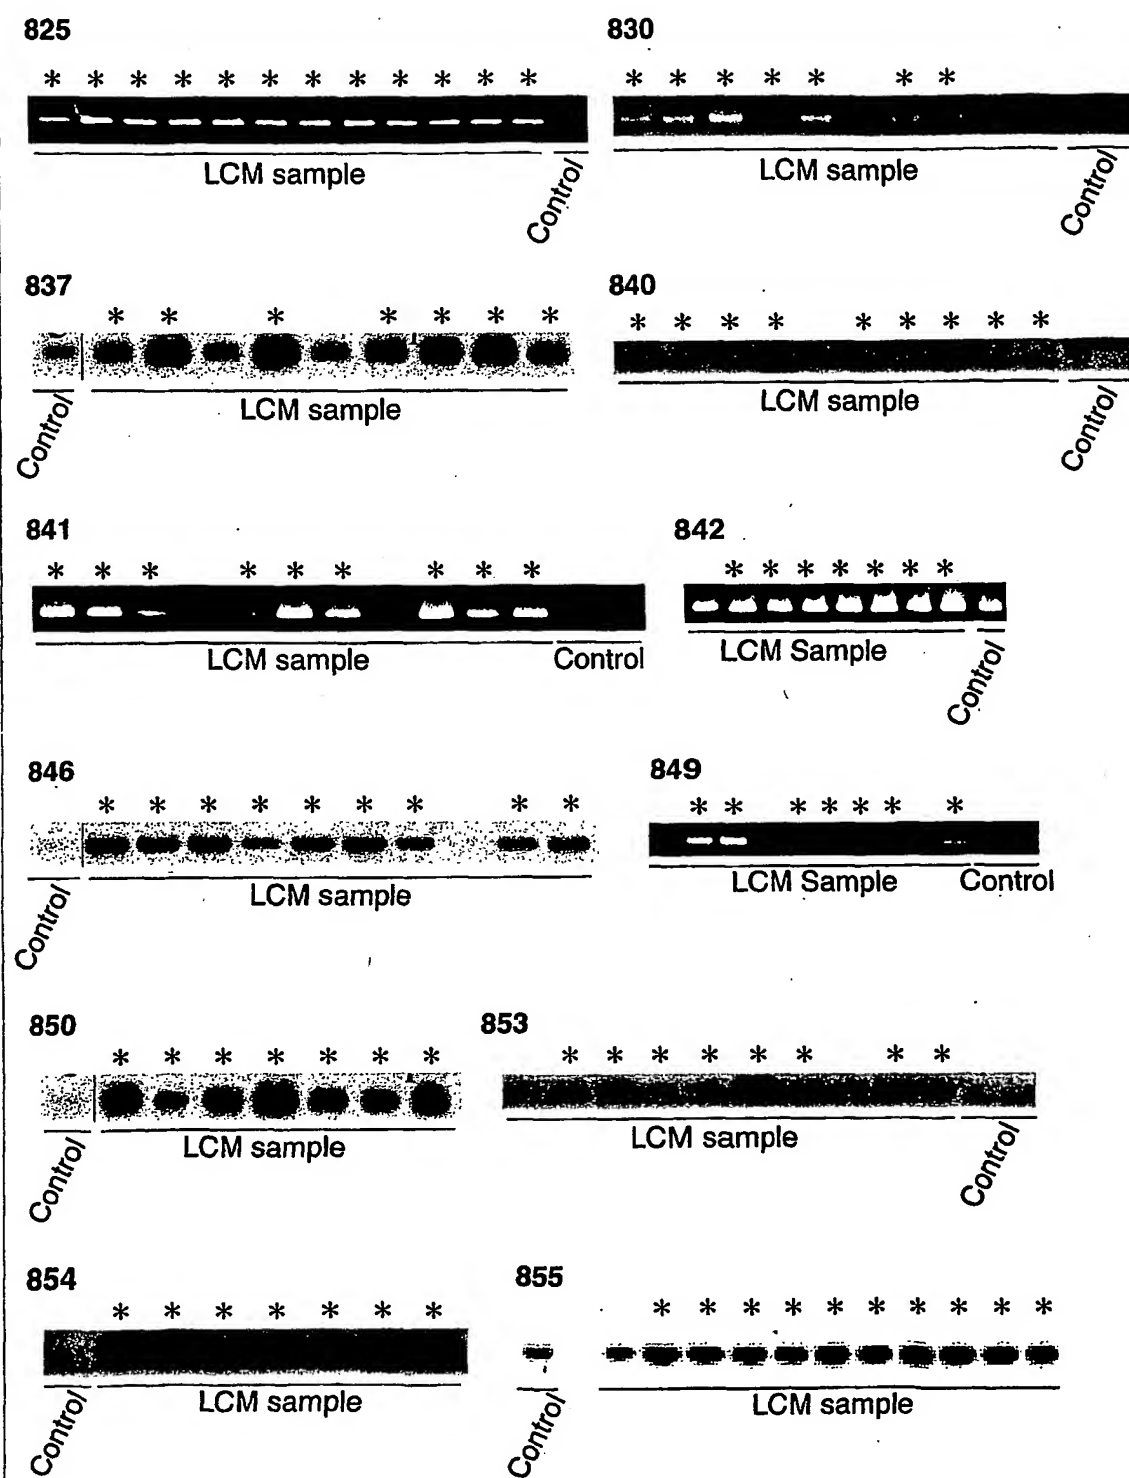 825
* * * * * * * * * * * *
LCM sample
Control
830
* * * * * * *
LCM sample
Control
837
* * * * * * *
Control
LCM sample
840
* * * * * * * * *
LCM sample
Control
841
* * * * * * * * *
LCM sample
Control
842
* * * * * * *
LCM Sample
Control
846
* * * * * * * * *
Control
LCM sample
849
* * * * * * *
LCM Sample
Control
850
* * * * * * *
Control
LCM sample
853
* * * * * * * *
LCM sample
Control
854
* * * * * * *
Control
LCM sample
855
* * * * * * * * * *
Control
LCM sample